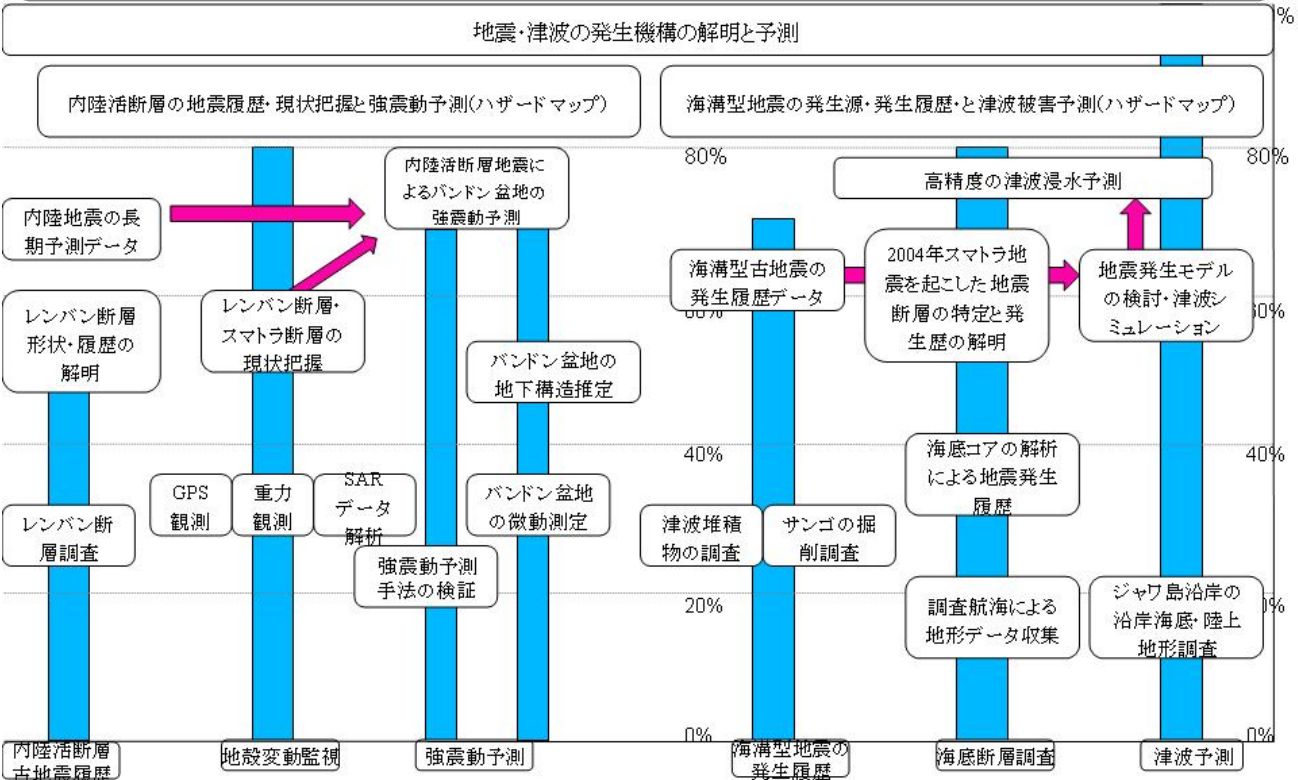 %
地震・津波の発生機構の解明と予測
内陸活断層の地震履歴・現状把握と強震動予測(ハザードマップ)
海溝型地震の発生源・発生履歴・と津波被害予測(ハザードマップ)
80%
80%
内陸活断層地震に
よるバンドン盆地の
強震動予測
高精度の津波浸水予測
内陸地震の長
期予測データ
海溝型古地震の
発生履歴データ
2004年スマトラ地
震を起こした地震
断層の特定と発
生歴の解明
地震発生モデル
の検討・津波シ
ミュレーション
レンバン断層
形状・履歴の
解明
レンバン断層・
スマトラ断層の
現状把握
バンドン盆地の
地下構造推定
40%
40%
海底コアの解析
による地震発生
履歴
GPS
観測
重力
観測
SAR
データ
解析
バンドン盆地
の微動測定
レンバン断
層調査
津波堆積
物の調査
サンゴの掘
削調査
強震動予測
手法の検証
20%
調査航海による
地形データ収集
ジャワ島沿岸の
沿岸海底・陸上
地形調査
0%
0%
内陸活断層
古地震履歴
地殻変動監視
強震動予測
海溝型地震の
発生履歴
海底断層調査
津波予測